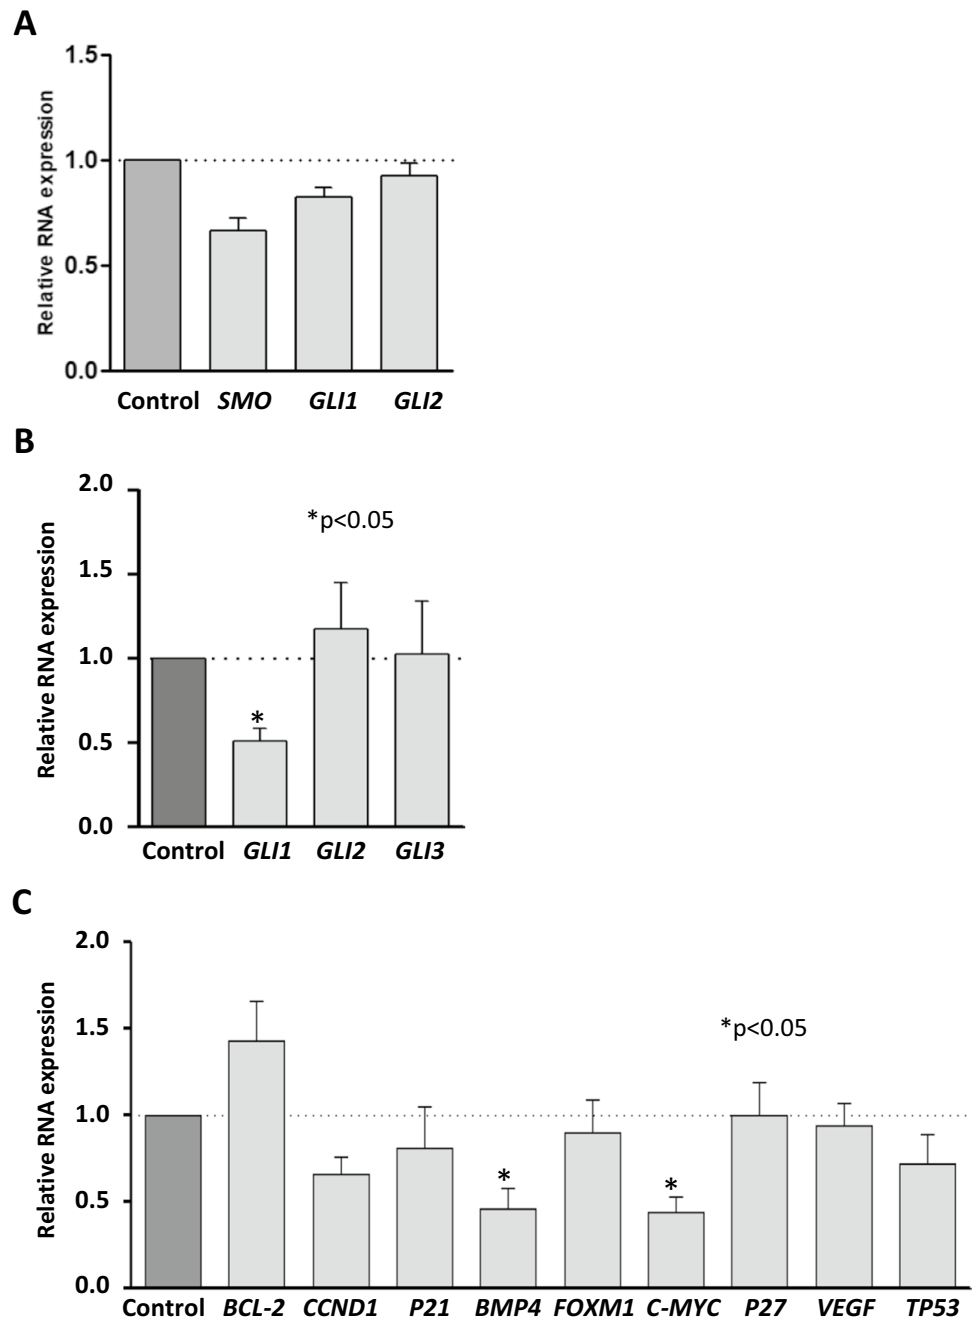 A
Relative RNA expression
1.5
1.0
0.5
0.0
Control SMO GLI1 GLI2
B
Relative RNA expression
2.0
1.5
1.0
0.5
0.0
*p<0.05
*
Control GLI1 GLI2 GLI3
C
Relative RNA expression
2.0
1.5
1.0
0.5
0.0
*p<0.05
* *
Control BCL-2 CCND1 P21 BMP4 FOXM1 C-MYC P27 VEGF TP53